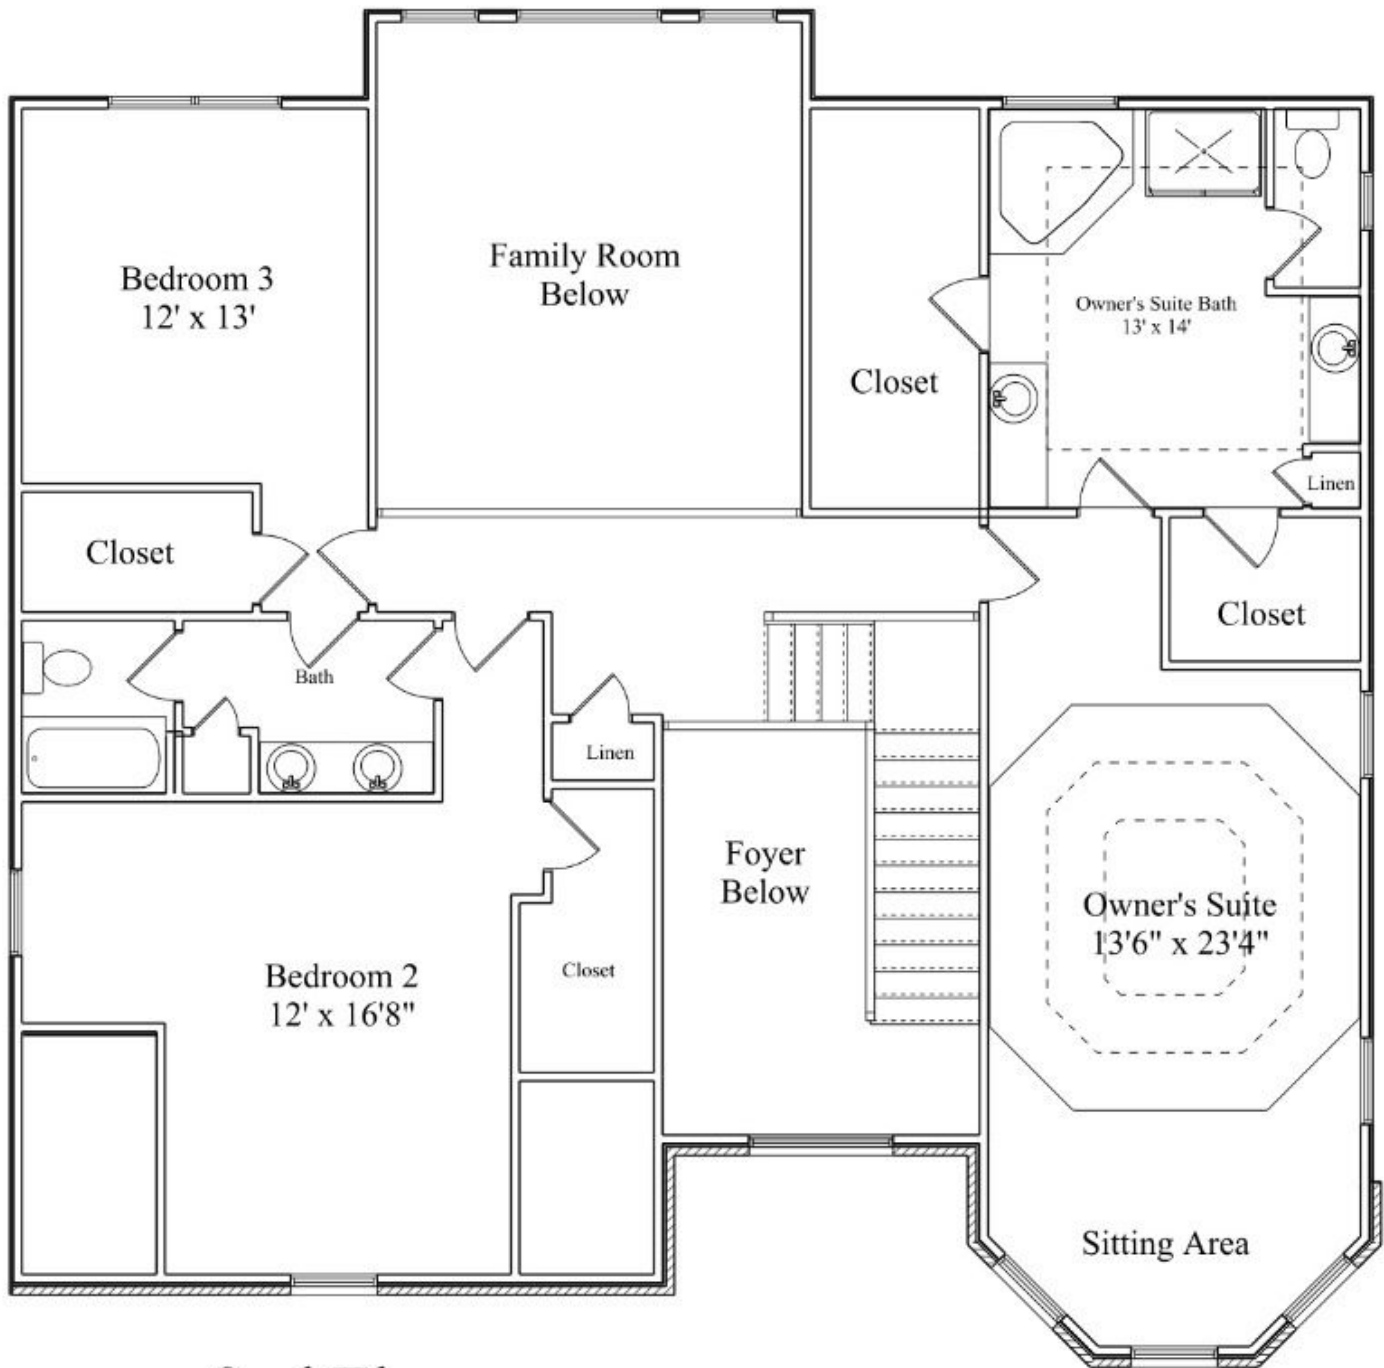 Bedroom 3
12' x 13'
Family Room
Below
Owner's Suite Bath
13' x 14'
Closet
Linen
Closet
Closet
Bath
Linen
Foyer
Below
Owner's Suite
13'6" x 23'4"
Closet
Bedroom 2
12' x 16'8"
Sitting Area